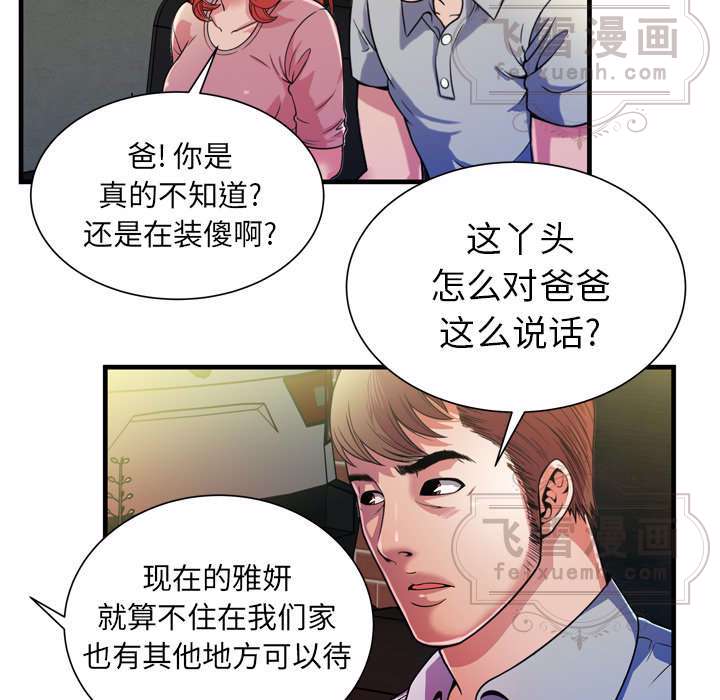 飞雪漫画
feixuemh.com
爸! 你是
真的不知道?
还是在装傻啊?
这丫头
怎么对爸爸
这么说话?
飞雪漫画
feixuemh.com
现在的雅妍
就算不住在我们家
也有其他地方可以待